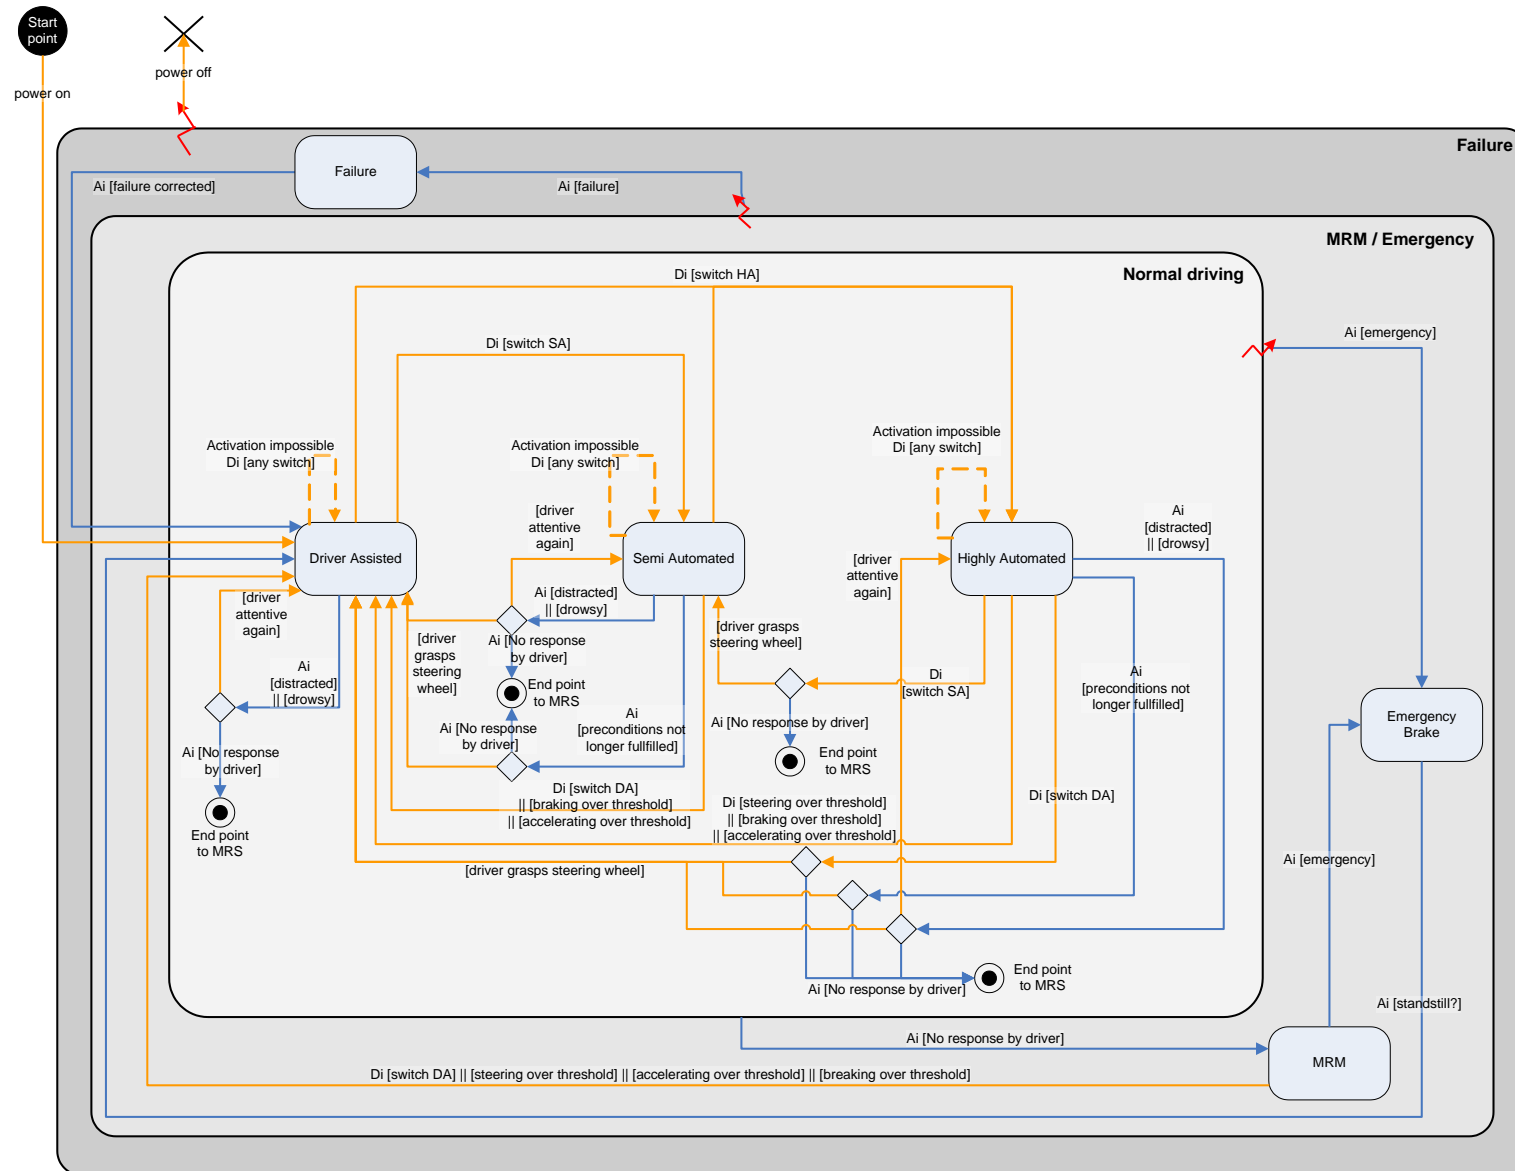 Start
point
power off
power on
Failure
Failure
Ai [failure corrected]
Ai [failure]
MRM / Emergency
Normal driving
Di [switch HA]
Ai [emergency]
Di [switch SA]
Activation impossible
Di [any switch]
Activation impossible
Di [any switch]
Activation impossible
Di [any switch]
[driver
attentive
again]
Ai
[distracted]
|| [drowsy]
Driver Assisted
Semi Automated
Highly Automated
[driver
attentive
again]
[driver
attentive
again]
Ai [distracted]
|| [drowsy]
[driver grasps
steering wheel]
[driver
grasps
steering
wheel]
Ai [No response
by driver]
Ai
[distracted]
|| [drowsy]
End point
to MRS
Di
[switch SA]
Ai
[preconditions not
longer fullfilled]
Ai [No response
by driver]
Ai
[preconditions not
longer fullfilled]
Ai [No response by driver]
Emergency
Brake
Ai [No response
by driver]
End point
to MRS
Di [switch DA]
|| [braking over threshold]
|| [accelerating over threshold]
Di [steering over threshold]
|| [braking over threshold]
|| [accelerating over threshold]
Di [switch DA]
End point
to MRS
[driver grasps steering wheel]
Ai [emergency]
End point
to MRS
Ai [No response by driver]
Ai [standstill?]
Ai [No response by driver]
MRM
Di [switch DA] || [steering over threshold] || [accelerating over threshold] || [breaking over threshold]